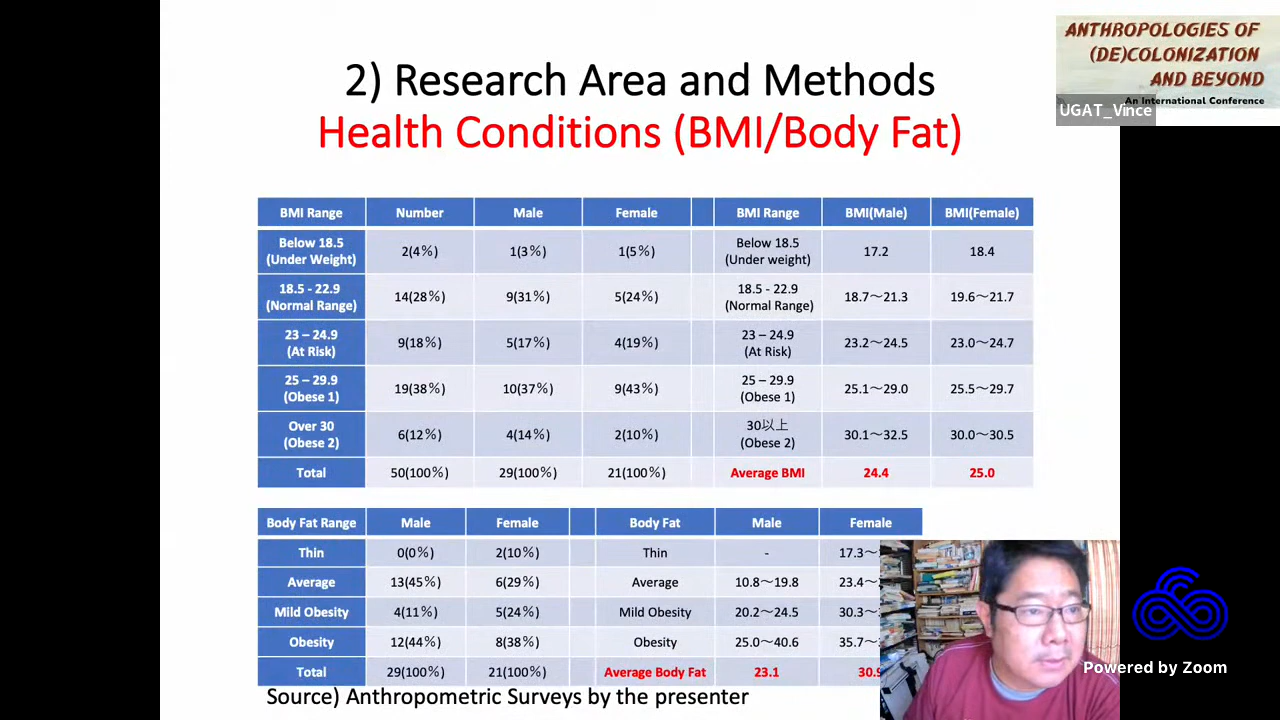 2) Research Area and Methods
Health Conditions (BMI/Body Fat)
ANTHROPOLOGIES OF
(DE)COLONIZATION
AND BEYOND
An International Conference
UGAT_Vince
BMI Range Number Male Female BMI Range BMI(Male) BMI(Female)
Below 18.5 (Under Weight) 2(4%) 1(3%) 1(5%) Below 18.5 (Under weight) 17.2 18.4
18.5 - 22.9 (Normal Range) 14(28%) 9(31%) 5(24%) 18.5 - 22.9 (Normal Range) 18.7～21.3 19.6～21.7
23 – 24.9 (At Risk) 9(18%) 5(17%) 4(19%) 23 – 24.9 (At Risk) 23.2～24.5 23.0～24.7
25 – 29.9 (Obese 1) 19(38%) 10(37%) 9(43%) 25 – 29.9 (Obese 1) 25.1～29.0 25.5～29.7
Over 30 (Obese 2) 6(12%) 4(14%) 2(10%) 30以上 (Obese 2) 30.1～32.5 30.0～30.5
Total 50(100%) 29(100%) 21(100%) Average BMI 24.4 25.0
Body Fat Range Male Female Body Fat Male Female
Thin 0(0%) 2(10%) Thin - 17.3～
Average 13(45%) 6(29%) Average 10.8～19.8 23.4～
Mild Obesity 4(11%) 5(24%) Mild Obesity 20.2～24.5 30.3～
Obesity 12(44%) 8(38%) Obesity 25.0～40.6 35.7～
Total 29(100%) 21(100%) Average Body Fat 23.1
Source) Anthropometric Surveys by the presenter
Powered by Zoom